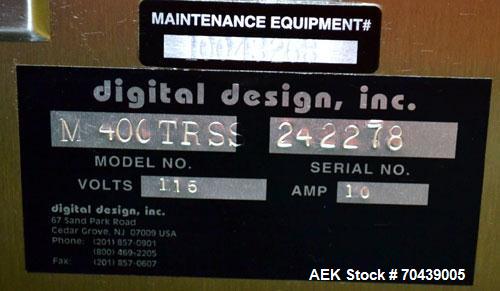 MAINTENANCE EQUIPMENT#
digital design, inc.
M 400TRSS 242278
MODEL NO. SERIAL NO.
VOLTS 115 AMP 10
digital design, inc.
67 Sand Park Road
Cedar Grove, NJ 07009 USA
Phone: (201) 857-0901
(800) 469-2205
Fax: (201) 857-0607
AEK Stock # 70439005